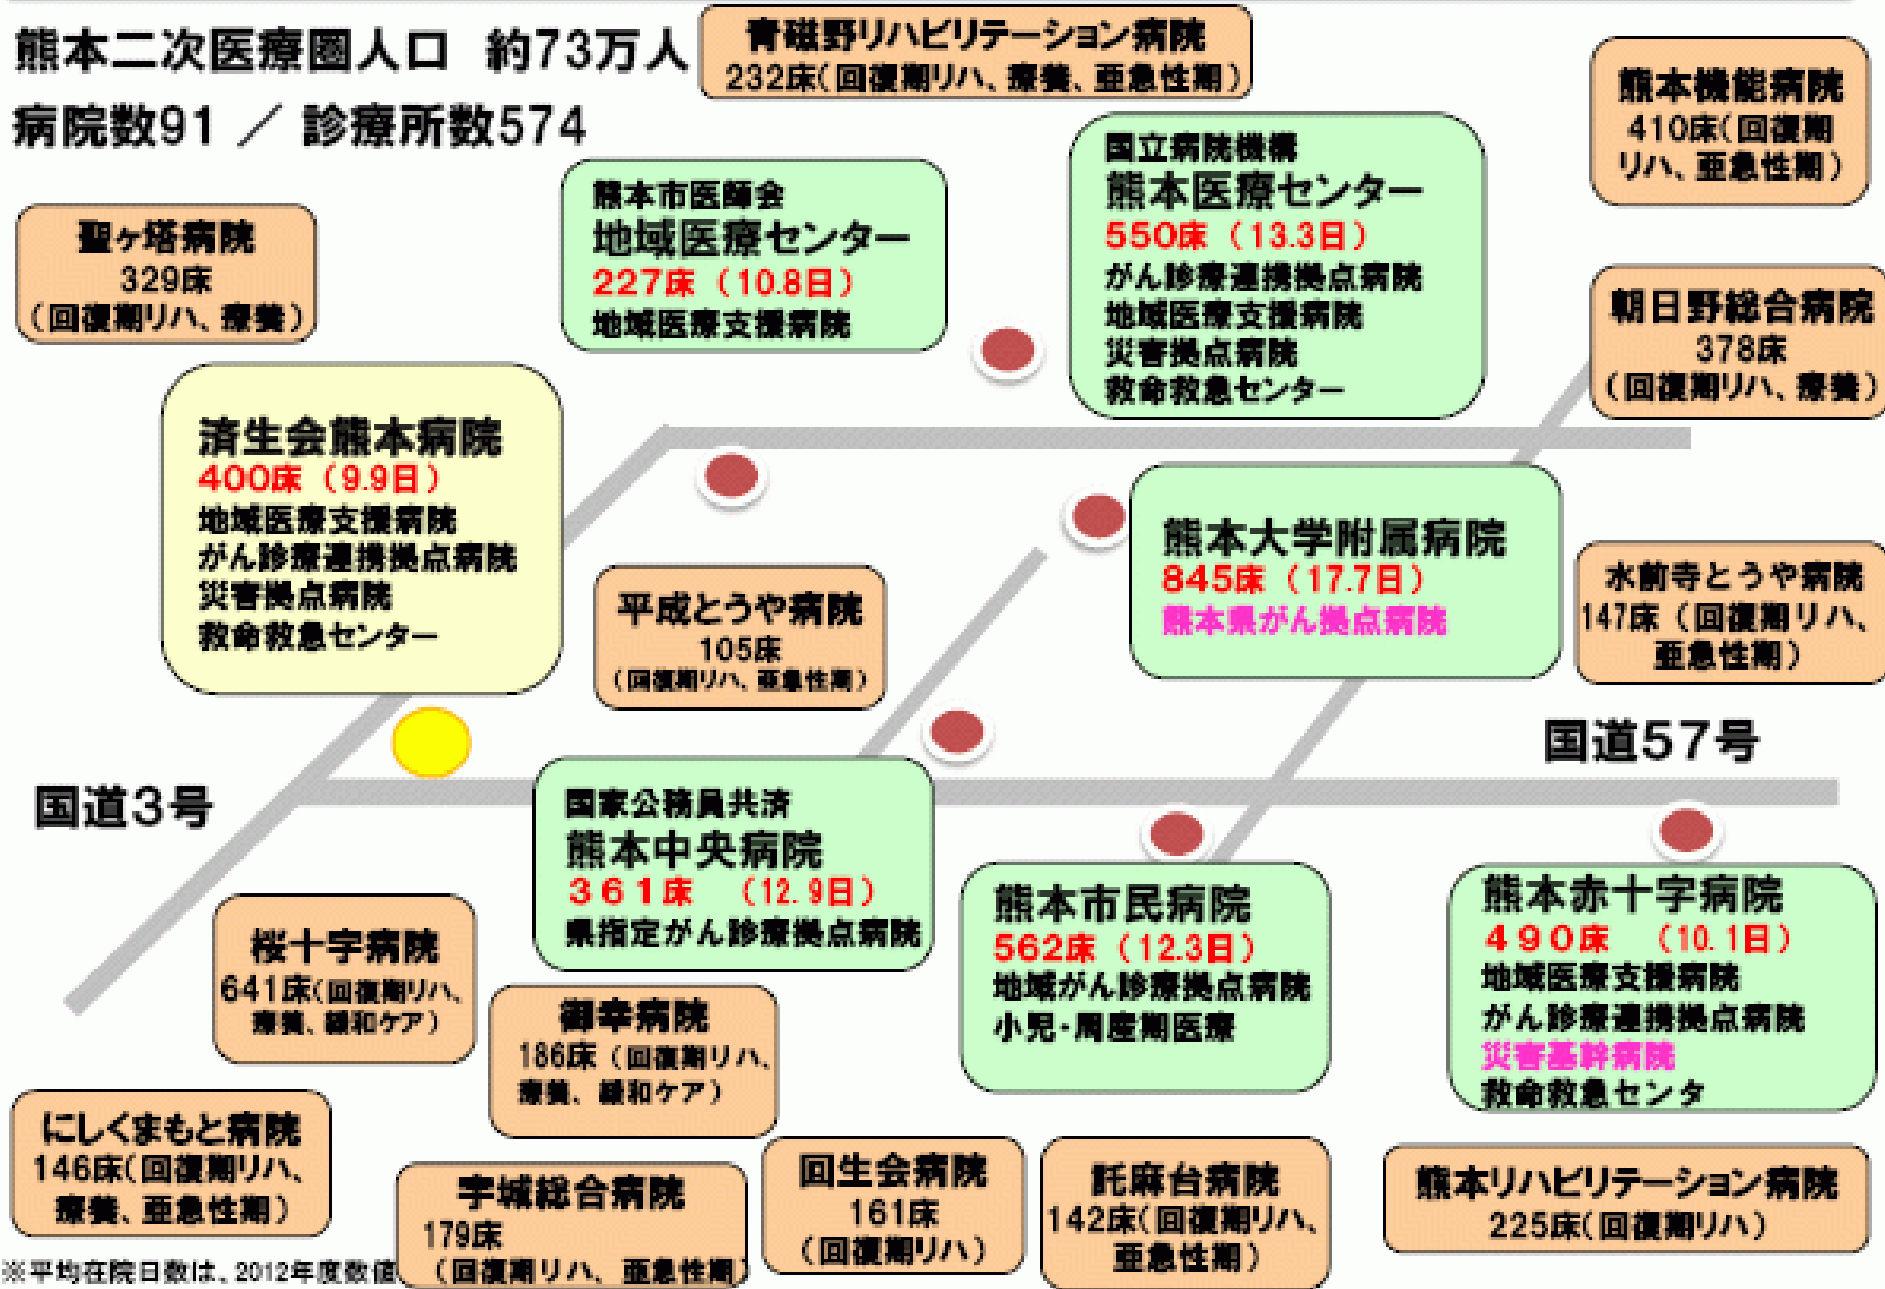 熊本二次医療圏人口 約73万人
病院数91 ／ 診療所数574
青磁野リハビリテーション病院
232床(回復期リハ、療養、亜急性期)
熊本機能病院
410床(回復期
リハ、亜急性期)
国立病院機構
熊本医療センター
550床（13.3日）
がん診療連携拠点病院
地域医療支援病院
災害拠点病院
救命救急センター
熊本市医師会
地域医療センター
227床（10.8日）
地域医療支援病院
聖ヶ塔病院
329床
(回復期リハ、療養)
朝日野総合病院
378床
(回復期リハ、療養)
済生会熊本病院
400床（9.9日）
地域医療支援病院
がん診療連携拠点病院
災害拠点病院
救命救急センター
熊本大学附属病院
845床（17.7日）
熊本県がん拠点病院
水前寺とうや病院
147床（回復期リハ、
亜急性期）
平成とうや病院
105床
(回復期リハ、亜急性期)
国道57号
国道3号
国家公務員共済
熊本中央病院
３６１床 （12.9日）
県指定がん診療拠点病院
熊本市民病院
562床（12.3日）
地域がん診療拠点病院
小児・周産期医療
熊本赤十字病院
４９０床 （10.1日）
地域医療支援病院
がん診療連携拠点病院
災害基幹病院
救命救急センタ
桜十字病院
641床(回復期リハ、
療養、緩和ケア)
御幸病院
186床（回復期リハ、
療養、緩和ケア）
にしくまもと病院
146床(回復期リハ、
療養、亜急性期)
宇城総合病院
179床
(回復期リハ、亜急性期)
回生会病院
161床
(回復期リハ)
託麻台病院
142床(回復期リハ、
亜急性期)
熊本リハビリテーション病院
225床(回復期リハ)
※平均在院日数は、2012年度数値